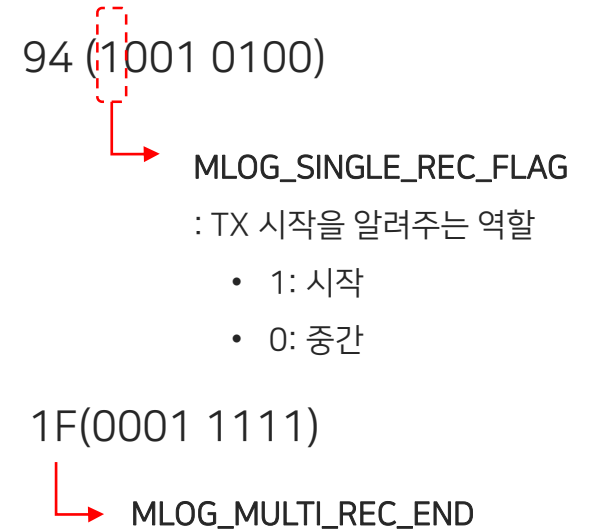 94 (1001 0100)
MLOG_SINGLE_REC_FLAG
: TX 시작을 알려주는 역할
• 1: 시작
• 0: 중간
1F(0001 1111)
MLOG_MULTI_REC_END